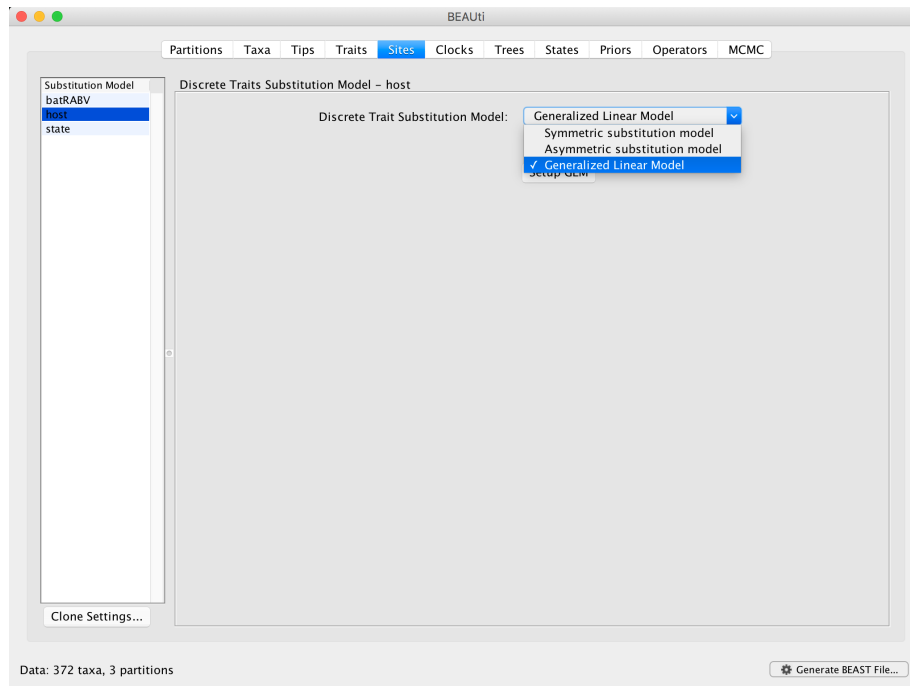 BEAUti
Partitions Taxa Tips Traits Sites Clocks Trees States Priors Operators MCMC
Substitution Model
batRABV
host
state
Discrete Traits Substitution Model – host
Discrete Trait Substitution Model: Generalized Linear Model
Symmetric substitution model
Asymmetric substitution model
✓ Generalized Linear Model
Setup GLM
Clone Settings...
Data: 372 taxa, 3 partitions
Generate BEAST File...